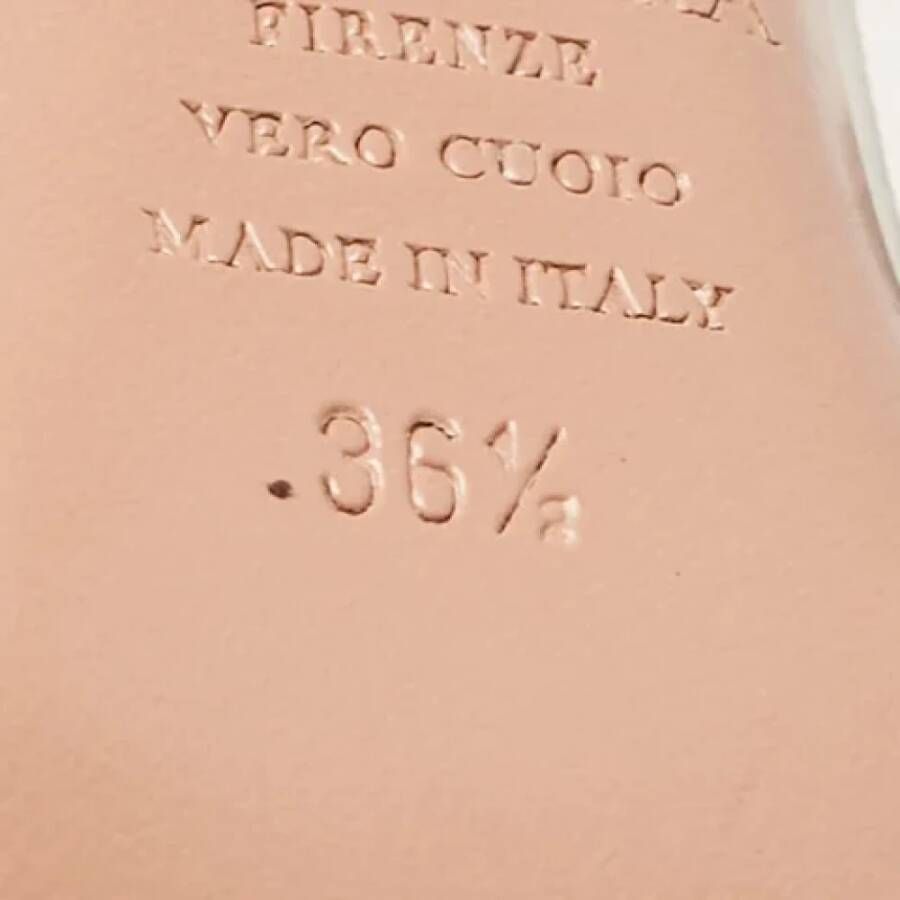 FIRENZE
VERO CUOIO
MADE IN ITALY
.36½